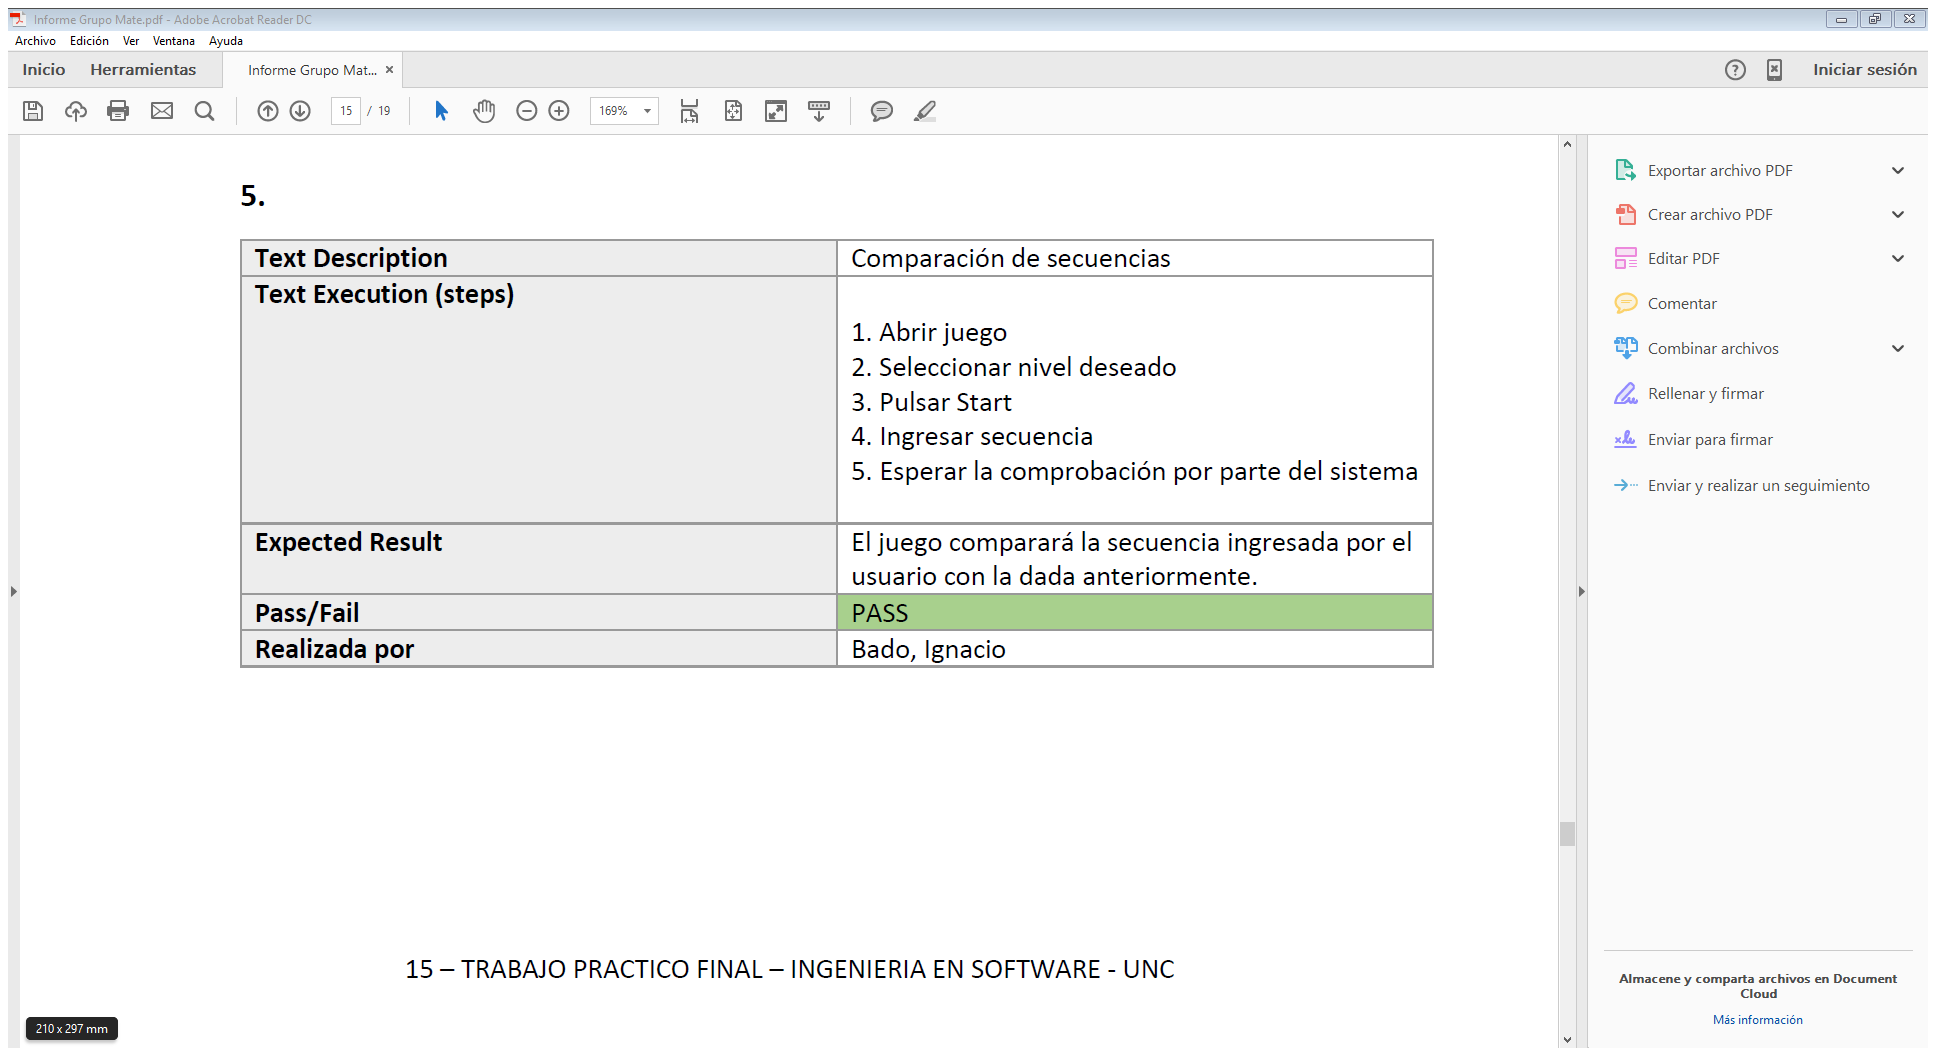 Informe Grupo Mate.pdf - Adobe Acrobat Reader DC
Archivo Edición Ver Ventana Ayuda
Inicio Herramientas Informe Grupo Mat... × Iniciar sesión
15 / 19 169%
5.
Text Description Comparación de secuencias
Text Execution (steps)
1. Abrir juego
2. Seleccionar nivel deseado
3. Pulsar Start
4. Ingresar secuencia
5. Esperar la comprobación por parte del sistema
Expected Result El juego comparará la secuencia ingresada por el
usuario con la dada anteriormente.
Pass/Fail PASS
Realizada por Bado, Ignacio
15 – TRABAJO PRACTICO FINAL – INGENIERIA EN SOFTWARE - UNC
210 x 297 mm
Exportar archivo PDF
Crear archivo PDF
Editar PDF
Comentar
Combinar archivos
Rellenar y firmar
Enviar para firmar
Enviar y realizar un seguimiento
Almacene y comparta archivos en Document
Cloud
Más información